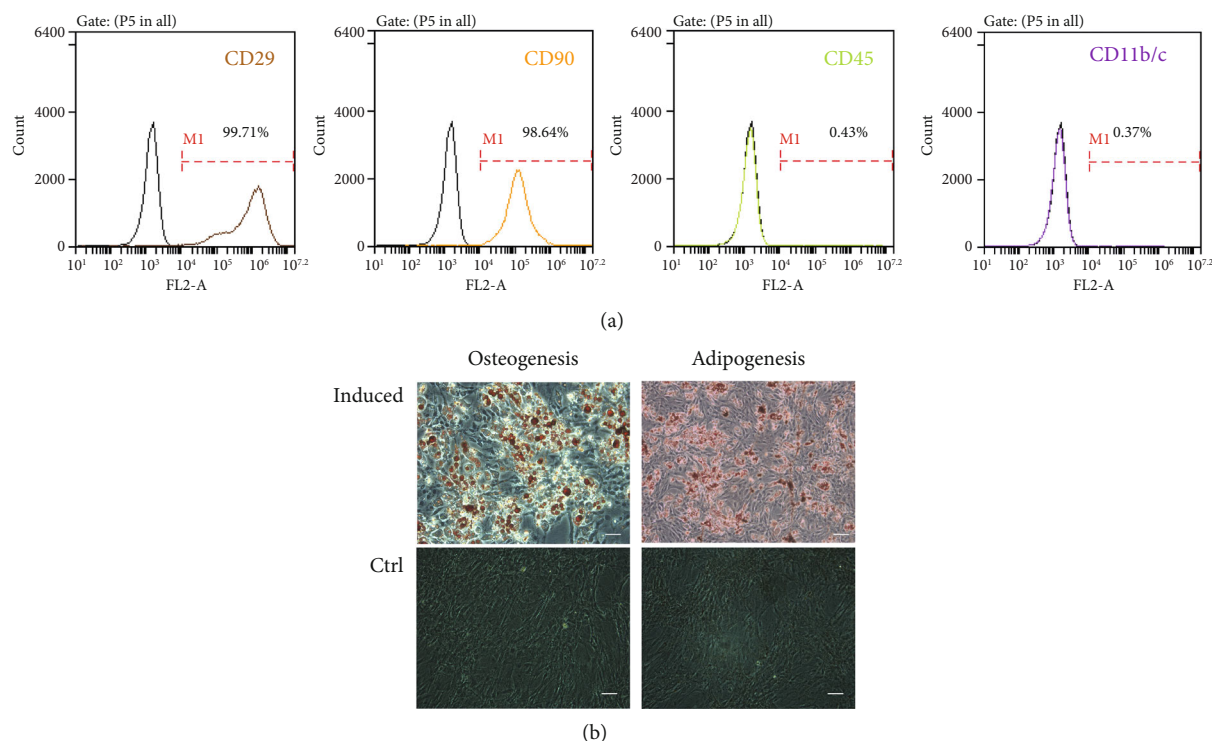 Gate: (P5 in all)
6400
4000
2000
0
Count
CD29
M1
99.71%
10¹ 10² 10³ 10⁴ 10⁵ 10⁶ 10⁷·²
FL2-A
Gate: (P5 in all)
6400
4000
2000
0
Count
CD90
M1
98.64%
10¹ 10² 10³ 10⁴ 10⁵ 10⁶ 10⁷·²
FL2-A
Gate: (P5 in all)
6400
4000
2000
0
Count
CD45
M1
0.43%
10¹ 10² 10³ 10⁴ 10⁵ 10⁶ 10⁷·²
FL2-A
Gate: (P5 in all)
6400
4000
2000
0
Count
CD11b/c
M1
0.37%
10¹ 10² 10³ 10⁴ 10⁵ 10⁶ 10⁷·²
FL2-A
(a)
Osteogenesis Adipogenesis
Induced
Ctrl
(b)